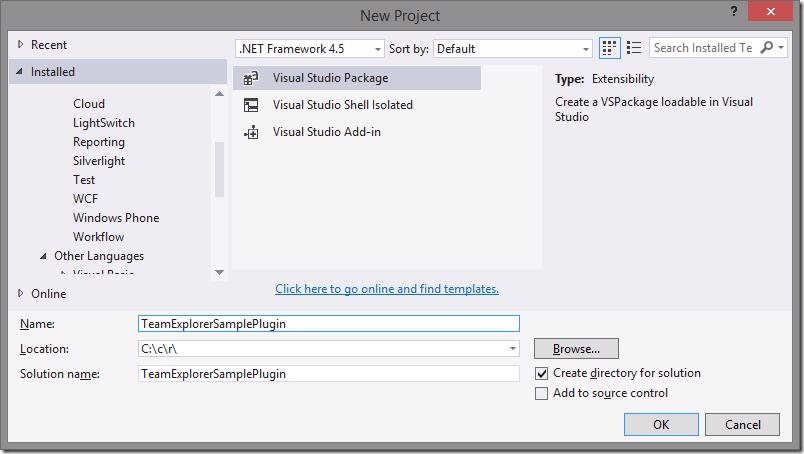 New Project
?
Recent
Installed
Cloud
LightSwitch
Reporting
Silverlight
Test
WCF
Windows Phone
Workflow
Other Languages
Visual Basic
Online
.NET Framework 4.5
Sort by:
Default
Search Installed Te
Visual Studio Package
Visual Studio Shell Isolated
Visual Studio Add-in
Type: Extensibility
Create a VSPackage loadable in Visual
Studio
Click here to go online and find templates.
Name:
TeamExplorerSamplePlugin
Location:
C:\c\r\
Browse...
Solution name:
TeamExplorerSamplePlugin
Create directory for solution
Add to source control
OK
Cancel